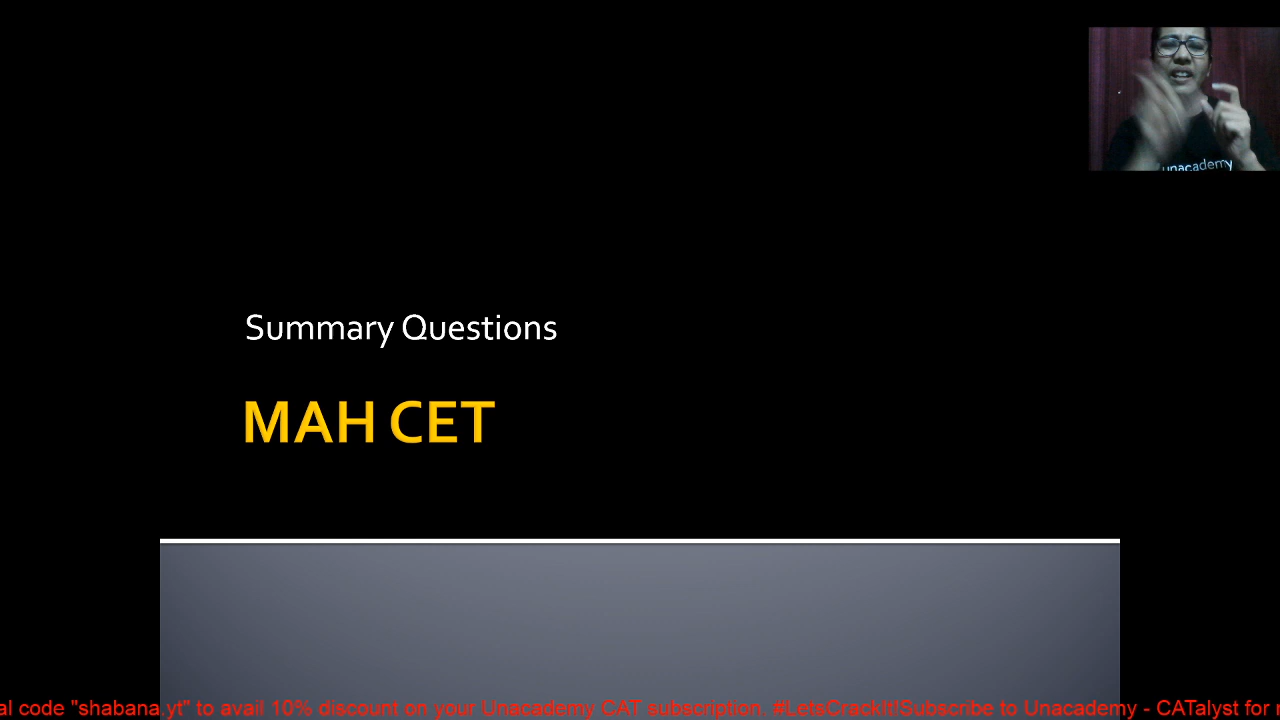 unacademy
Summary Questions
MAH CET
al code "shabana.yt" to avail 10% discount on your Unacademy CAT subscription. #LetsCrackIt!Subscribe to Unacademy - CATalyst for